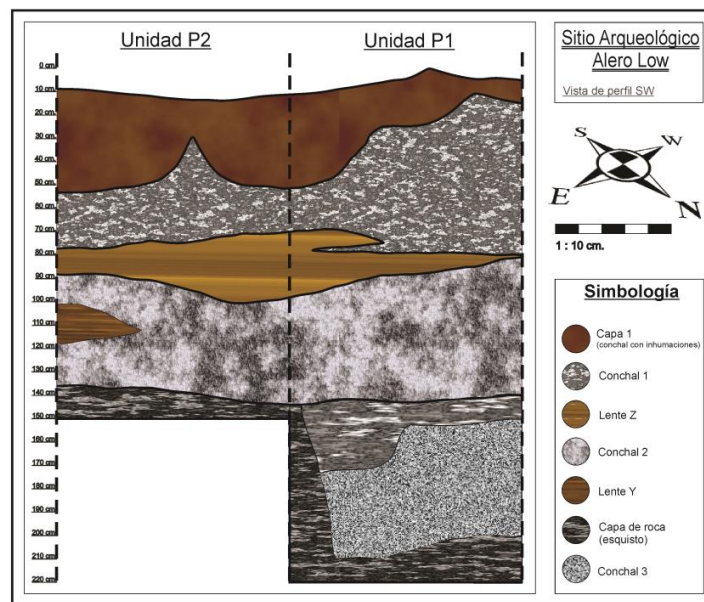 Unidad P2
Unidad P1
0 cm.
10 cm.
20 cm.
30 cm.
40 cm.
50 cm.
60 cm.
70 cm.
80 cm.
90 cm.
100 cm.
110 cm.
120 cm.
130 cm.
140 cm.
150 cm.
160 cm.
170 cm.
180 cm.
190 cm.
200 cm.
210 cm.
220 cm.
Sitio Arqueológico
Alero Low
Vista de perfil SW
S
W
E
N
1 : 10 cm.
Simbología
Capa 1
(conchal con inhumaciones)
Conchal 1
Lente Z
Conchal 2
Lente Y
Capa de roca
(esquisto)
Conchal 3